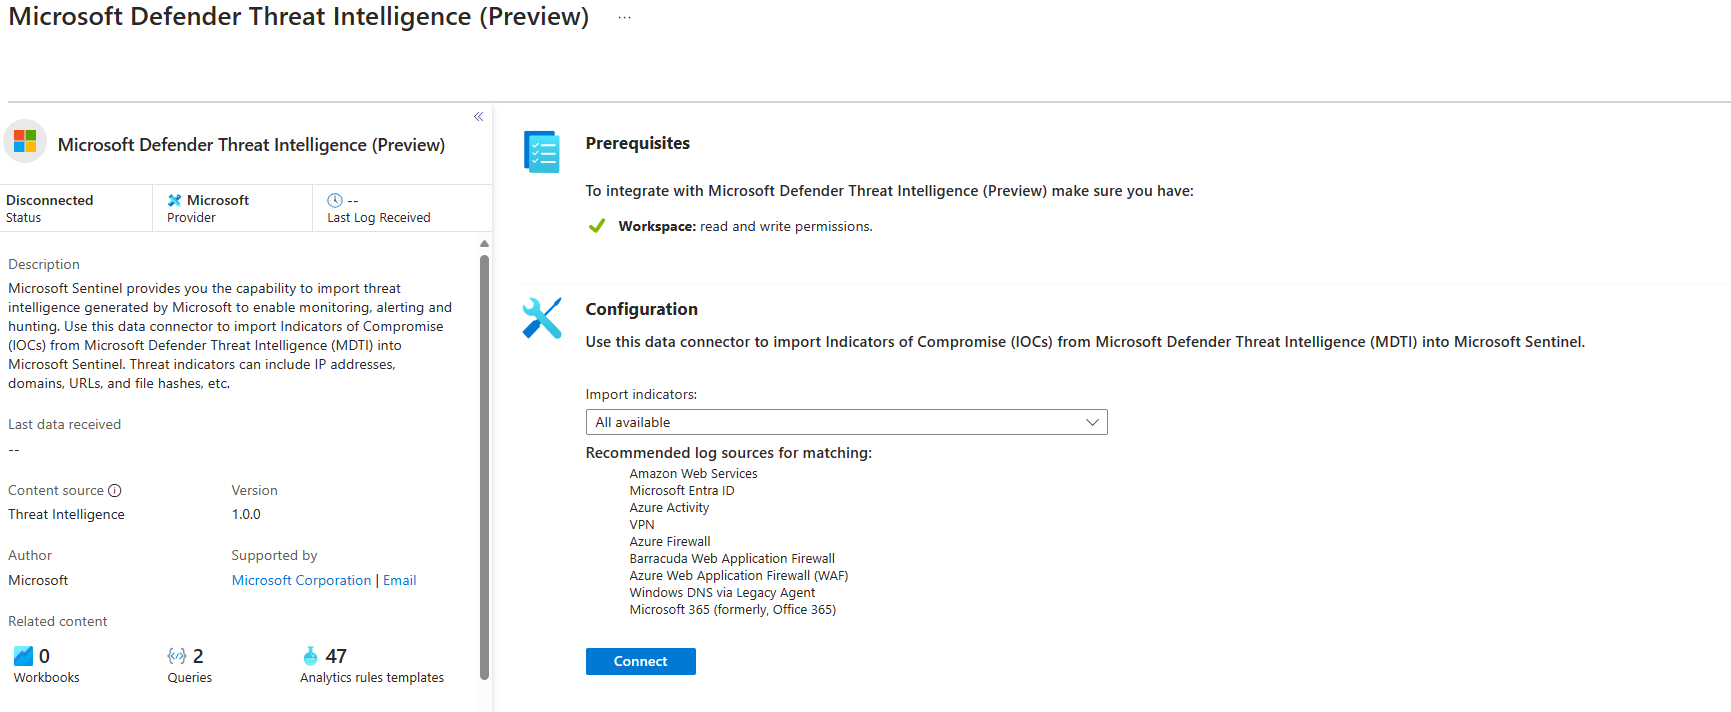 Microsoft Defender Threat Intelligence (Preview) ...
Microsoft Defender Threat Intelligence (Preview)
Disconnected
Status
Microsoft
Provider
--
Last Log Received
Description
Microsoft Sentinel provides you the capability to import threat
intelligence generated by Microsoft to enable monitoring, alerting and
hunting. Use this data connector to import Indicators of Compromise
(IOCs) from Microsoft Defender Threat Intelligence (MDTI) into
Microsoft Sentinel. Threat indicators can include IP addresses,
domains, URLs, and file hashes, etc.
Last data received
--
Content source
Version
Threat Intelligence
1.0.0
Author
Supported by
Microsoft
Microsoft Corporation | Email
Related content
0
Workbooks
2
Queries
47
Analytics rules templates
Prerequisites
To integrate with Microsoft Defender Threat Intelligence (Preview) make sure you have:
Workspace: read and write permissions.
Configuration
Use this data connector to import Indicators of Compromise (IOCs) from Microsoft Defender Threat Intelligence (MDTI) into Microsoft Sentinel.
Import indicators:
All available
Recommended log sources for matching:
Amazon Web Services
Microsoft Entra ID
Azure Activity
VPN
Azure Firewall
Barracuda Web Application Firewall
Azure Web Application Firewall (WAF)
Windows DNS via Legacy Agent
Microsoft 365 (formerly, Office 365)
Connect